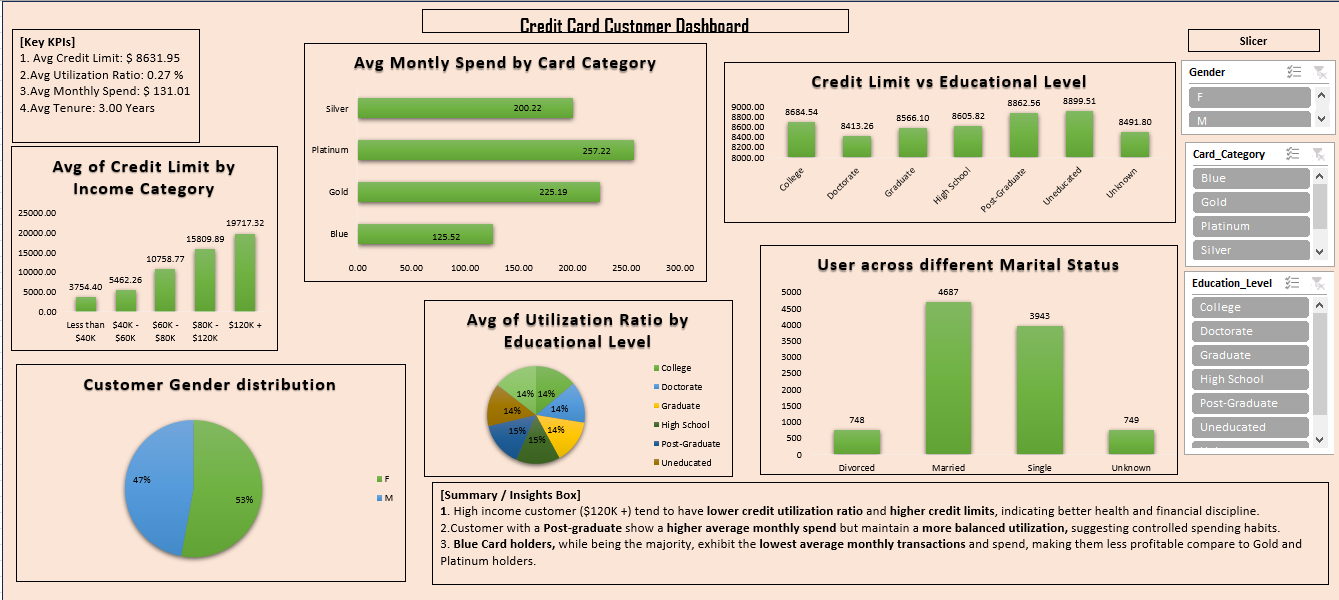 Credit Card Customer Dashboard
[Key KPIs]
1. Avg Credit Limit: $ 8631.95
2.Avg Utilization Ratio: 0.27 %
3.Avg Monthly Spend: $ 131.01
4.Avg Tenure: 3.00 Years
Avg of Credit Limit by
Income Category
25000.00
20000.00
15000.00
10000.00
5000.00
0.00
3754.40
5462.26
10758.77
15809.89
19717.32
Less than
$40K
$40K -
$60K
$60K -
$80K
$80K -
$120K
$120K +
Avg Montly Spend by Card Category
Silver
200.22
Platinum
257.22
Gold
225.19
Blue
125.52
0.00 50.00 100.00 150.00 200.00 250.00 300.00
Credit Limit vs Educational Level
9000.00
8800.00
8600.00
8400.00
8200.00
8000.00
8684.54
8413.26
8566.10
8605.82
8862.56
8899.51
8491.80
College
Doctorate
Graduate
High School
Post-Graduate
Uneducated
Unknown
Slicer
Gender
F
M
Card_Category
Blue
Gold
Platinum
Silver
Education_Level
College
Doctorate
Graduate
High School
Post-Graduate
Uneducated
User across different Marital Status
5000
4500
4000
3500
3000
2500
2000
1500
1000
500
0
748
4687
3943
749
Divorced Married Single Unknown
Avg of Utilization Ratio by
Educational Level
14%
14%
14%
14%
15%
15%
14%
College
Doctorate
Graduate
High School
Post-Graduate
Uneducated
Customer Gender distribution
47%
53%
F
M
[Summary / Insights Box]
1. High income customer ($120K +) tend to have lower credit utilization ratio and higher credit limits, indicating better health and financial discipline.
2.Customer with a Post-graduate show a higher average monthly spend but maintain a more balanced utilization, suggesting controlled spending habits.
3. Blue Card holders, while being the majority, exhibit the lowest average monthly transactions and spend, making them less profitable compare to Gold and
Platinum holders.